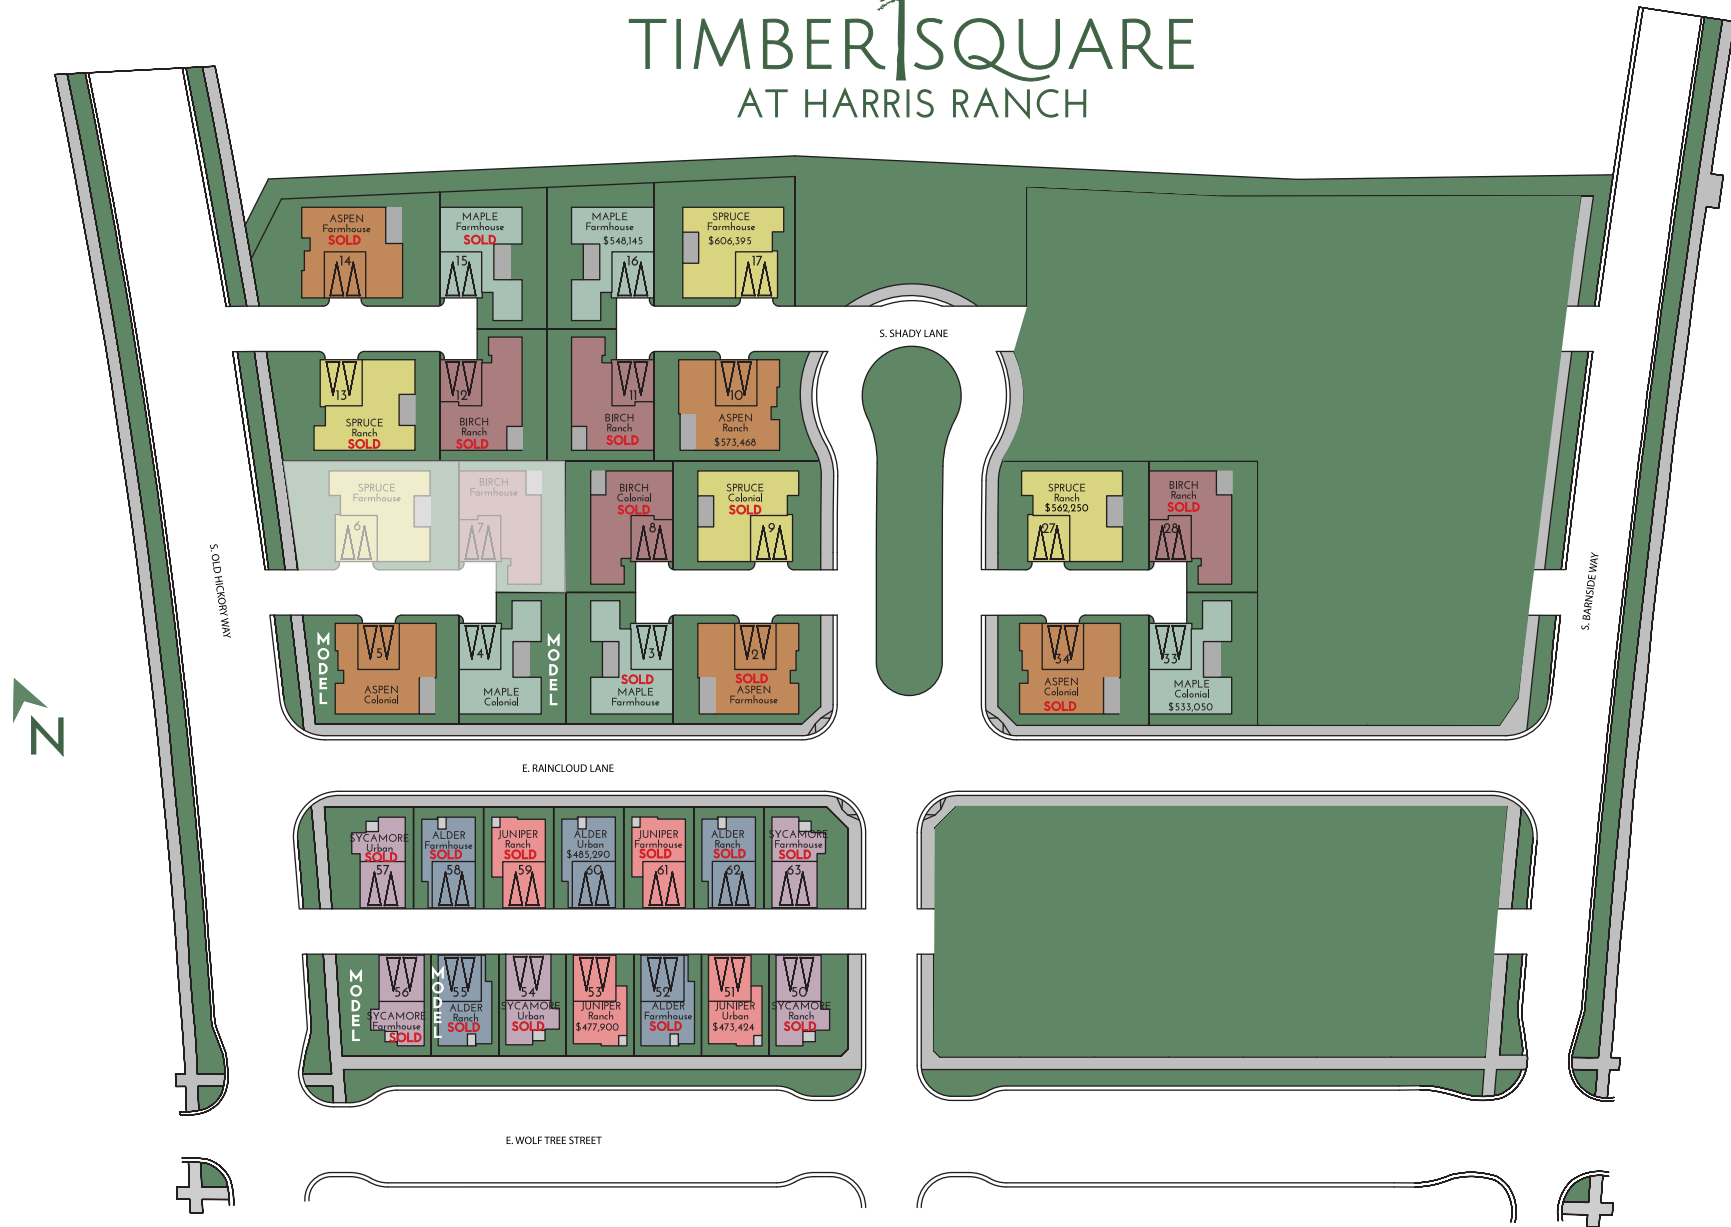 TIMBER SQUARE
AT HARRIS RANCH
ASPEN
Farmhouse
SOLD
14
MAPLE
Farmhouse
SOLD
15
MAPLE
Farmhouse
$548,145
16
SPRUCE
Farmhouse
$606,395
17
S. SHADY LANE
13
SPRUCE
Ranch
SOLD
12
BIRCH
Ranch
SOLD
11
BIRCH
Ranch
SOLD
10
ASPEN
Ranch
$573,468
SPRUCE
Farmhouse
6
BIRCH
Farmhouse
7
BIRCH
Colonial
SOLD
8
SPRUCE
Colonial
SOLD
9
SPRUCE
Ranch
$562,250
27
BIRCH
Ranch
SOLD
28
S. OLD HICKORY WAY
S. BARNSIDE WAY
MODEL
5
ASPEN
Colonial
4
MAPLE
Colonial
MODEL
3
SOLD
MAPLE
Farmhouse
2
SOLD
ASPEN
Farmhouse
34
ASPEN
Colonial
SOLD
33
MAPLE
Colonial
$533,050
N
E. RAINCLOUD LANE
SYCAMORE
Urban
SOLD
57
ALDER
Farmhouse
SOLD
58
JUNIPER
Ranch
SOLD
59
ALDER
Urban
$485,290
60
JUNIPER
Farmhouse
SOLD
61
ALDER
Ranch
SOLD
62
SYCAMORE
Farmhouse
SOLD
63
MODEL
56
SYCAMORE
Farmhouse
SOLD
MODEL
55
ALDER
Ranch
SOLD
54
SYCAMORE
Urban
SOLD
53
JUNIPER
Ranch
$477,900
52
ALDER
Farmhouse
SOLD
51
JUNIPER
Urban
$473,424
50
SYCAMORE
Ranch
SOLD
E. WOLF TREE STREET